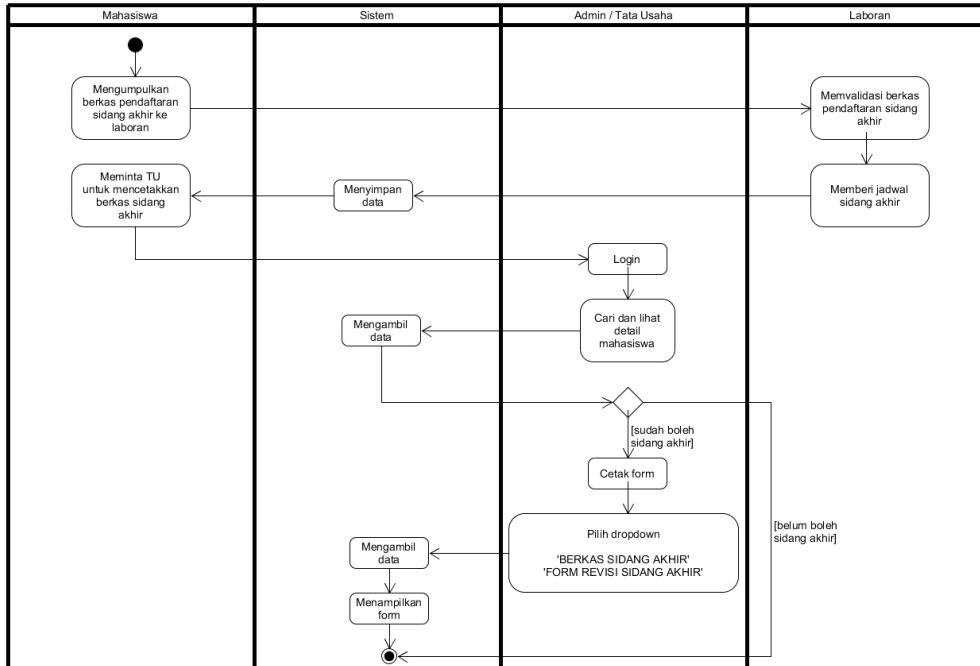 Mahasiswa
Sistem
Admin / Tata Usaha
Laboran
Mengumpulkan
berkas pendaftaran
sidang akhir ke
laboran
Memvalidasi berkas
pendaftaran sidang
akhir
Meminta TU
untuk mencetakkan
berkas sidang
akhir
Menyimpan
data
Memberi jadwal
sidang akhir
Login
Cari dan lihat
detail
mahasiswa
Mengambil
data
[sudah boleh
sidang akhir]
Cetak form
[belum boleh
sidang akhir]
Pilih dropdown
'BERKAS SIDANG AKHIR'
'FORM REVISI SIDANG AKHIR'
Mengambil
data
Menampilkan
form